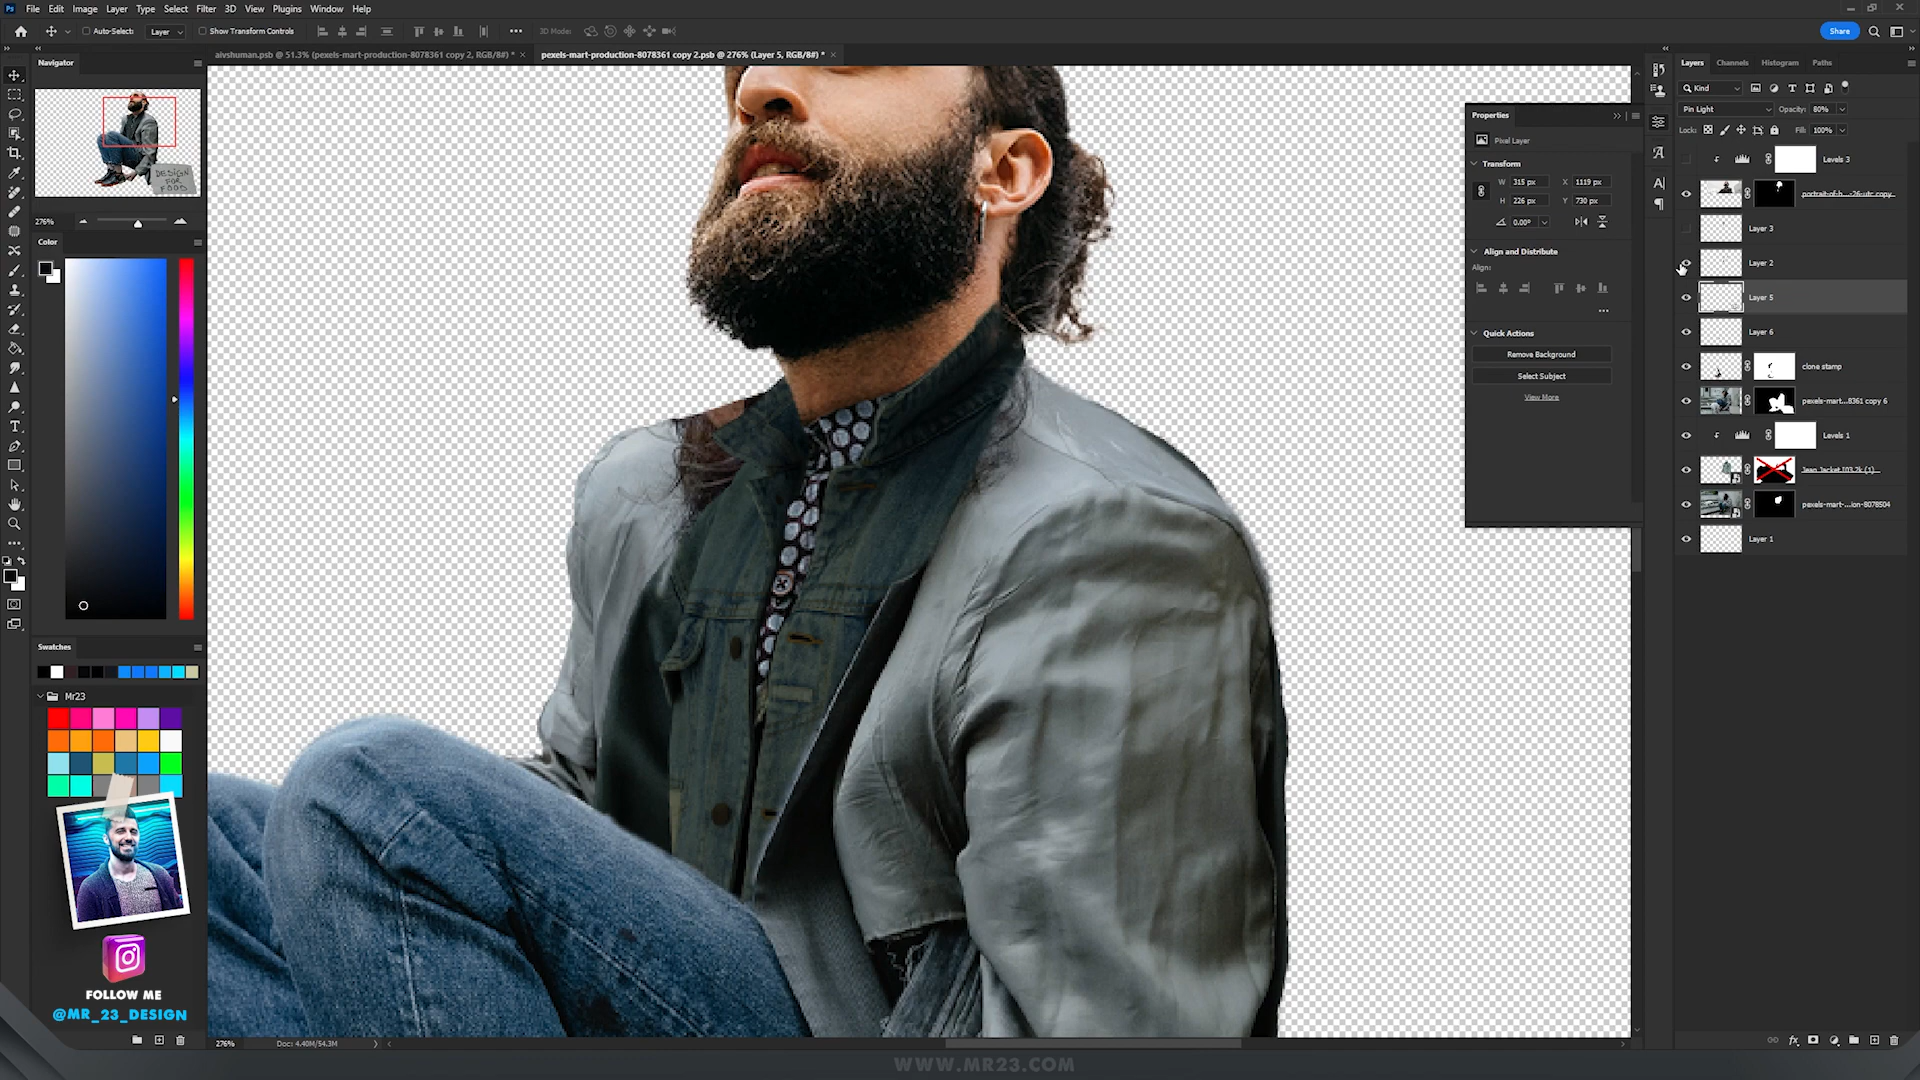 File Edit Image Layer Type Select Filter 3D View Plugins Window Help
Auto-Select: Layer Show Transform Controls 3D Mode: Share
aivshuman.psb @ 51.3% (pexels-mart-production-8078361 copy 2, RGB/8#) *
pexels-mart-production-8078361 copy 2.psb @ 276% (Layer 5, RGB/8#) *
Navigator
DESIGN
FOR
FOOD
276%
Color
Swatches
Mr23
FOLLOW ME
@MR_23_DESIGN
276% Doc: 4.40M/54.3M
WWW.MR23.COM
Properties
Pixel Layer
Transform
W 315 px X 1119 px
H 226 px Y 730 px
0.00°
Align and Distribute
Align:
Quick Actions
Remove Background
Select Subject
View More
Layers Channels Histogram Paths
Kind
Pin Light Opacity: 80%
Lock: Fill: 100%
Levels 3
portrait-of-b...-26-utc copy
Layer 3
Layer 2
Layer 5
Layer 6
clone stamp
pexels-mart...8361 copy 6
Levels 1
Jean Jacket.I03.2k (1)
pexels-mart-...ion-8078504
Layer 1